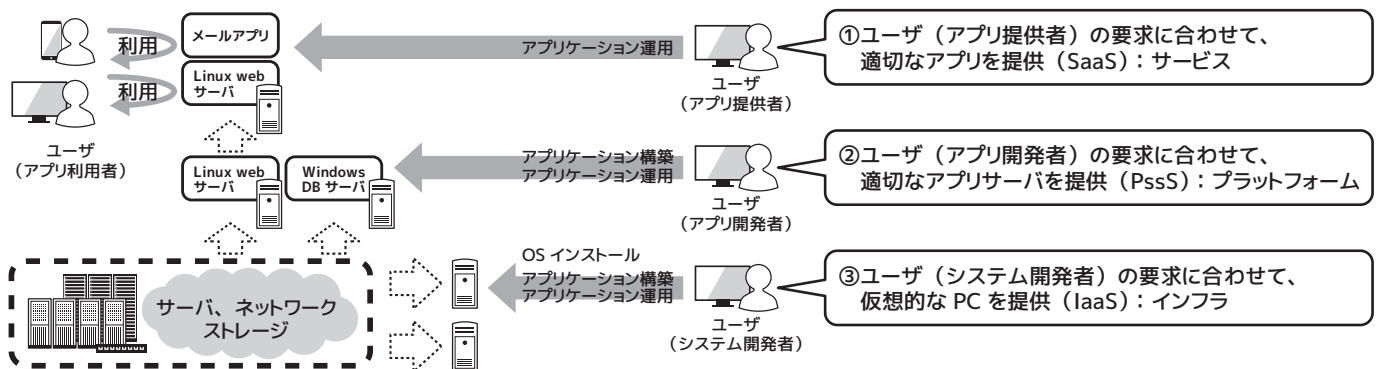 利用
メールアプリ
アプリケーション運用
ユーザ
（アプリ提供者）
①ユーザ（アプリ提供者）の要求に合わせて、
適切なアプリを提供（SaaS）：サービス
利用
Linux web
サーバ
ユーザ
（アプリ利用者）
Linux web
サーバ
Windows
DB サーバ
アプリケーション構築
アプリケーション運用
ユーザ
（アプリ開発者）
②ユーザ（アプリ開発者）の要求に合わせて、
適切なアプリサーバを提供（PssS）：プラットフォーム
サーバ、ネットワーク
ストレージ
OS インストール
アプリケーション構築
アプリケーション運用
ユーザ
（システム開発者）
③ユーザ（システム開発者）の要求に合わせて、
仮想的な PC を提供（IaaS）：インフラ